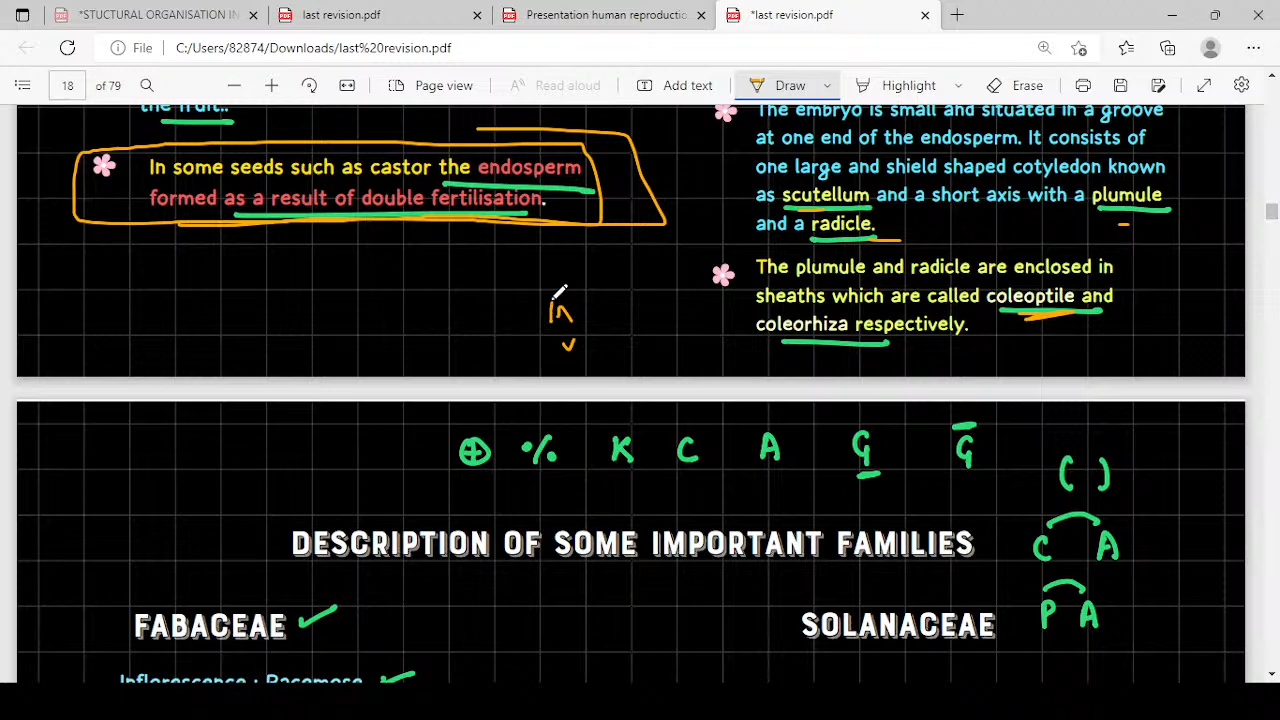 *STUCTURAL ORGANISATION IN
last revision.pdf
Presentation human reproductio
*last revision.pdf
File
C:/Users/82874/Downloads/last%20revision.pdf
18 of 79
Page view
Read aloud
Add text
Draw
Highlight
Erase
the fruit..
In some seeds such as castor the endosperm
formed as a result of double fertilisation.
The embryo is small and situated in a groove
at one end of the endosperm. It consists of
one large and shield shaped cotyledon known
as scutellum and a short axis with a plumule
and a radicle.
The plumule and radicle are enclosed in
sheaths which are called coleoptile and
coleorhiza respectively.
⊕ % K C A G G
( )
C A
P A
DESCRIPTION OF SOME IMPORTANT FAMILIES
FABACEAE
SOLANACEAE
Inflorescence : Racemose